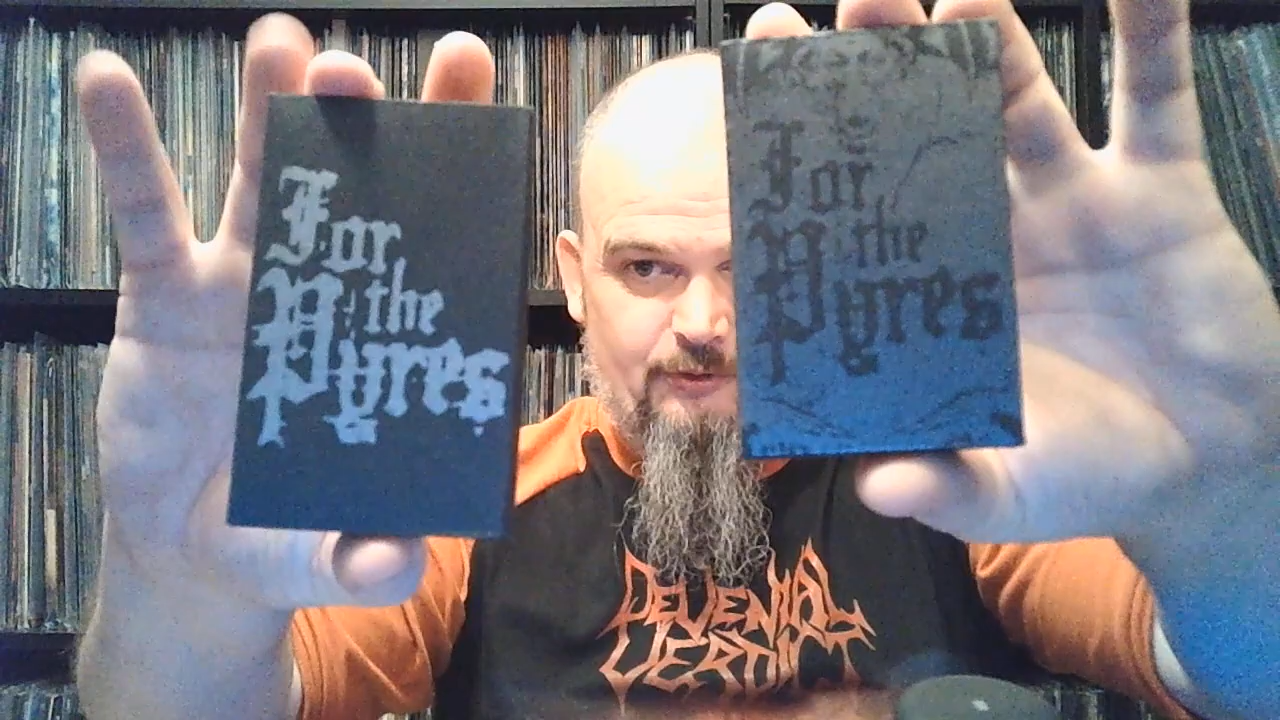 For
the
Pyres
For
the
Pyres
DEVENIAL
VERDICT